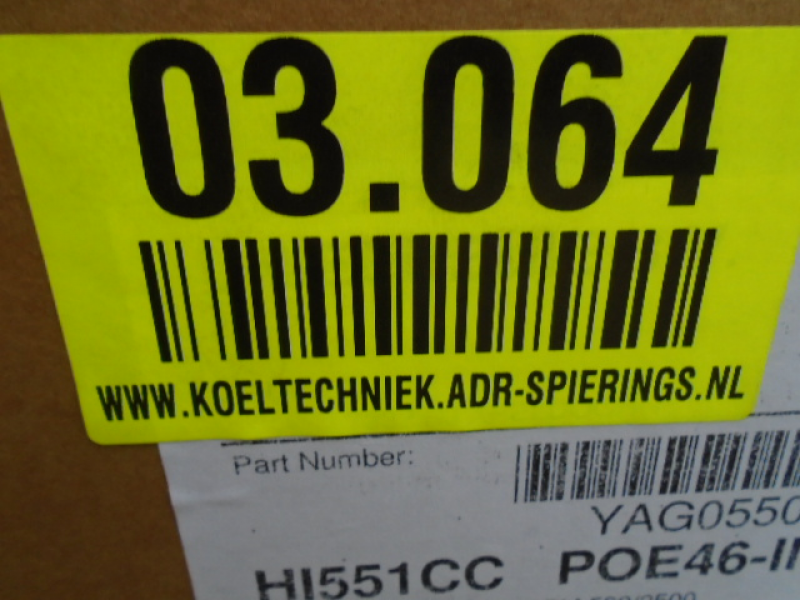 03.064
WWW.KOELTECHNIEK.ADR-SPIERINGS.NL
Part Number:
YAG0550
HI551CC POE46-I